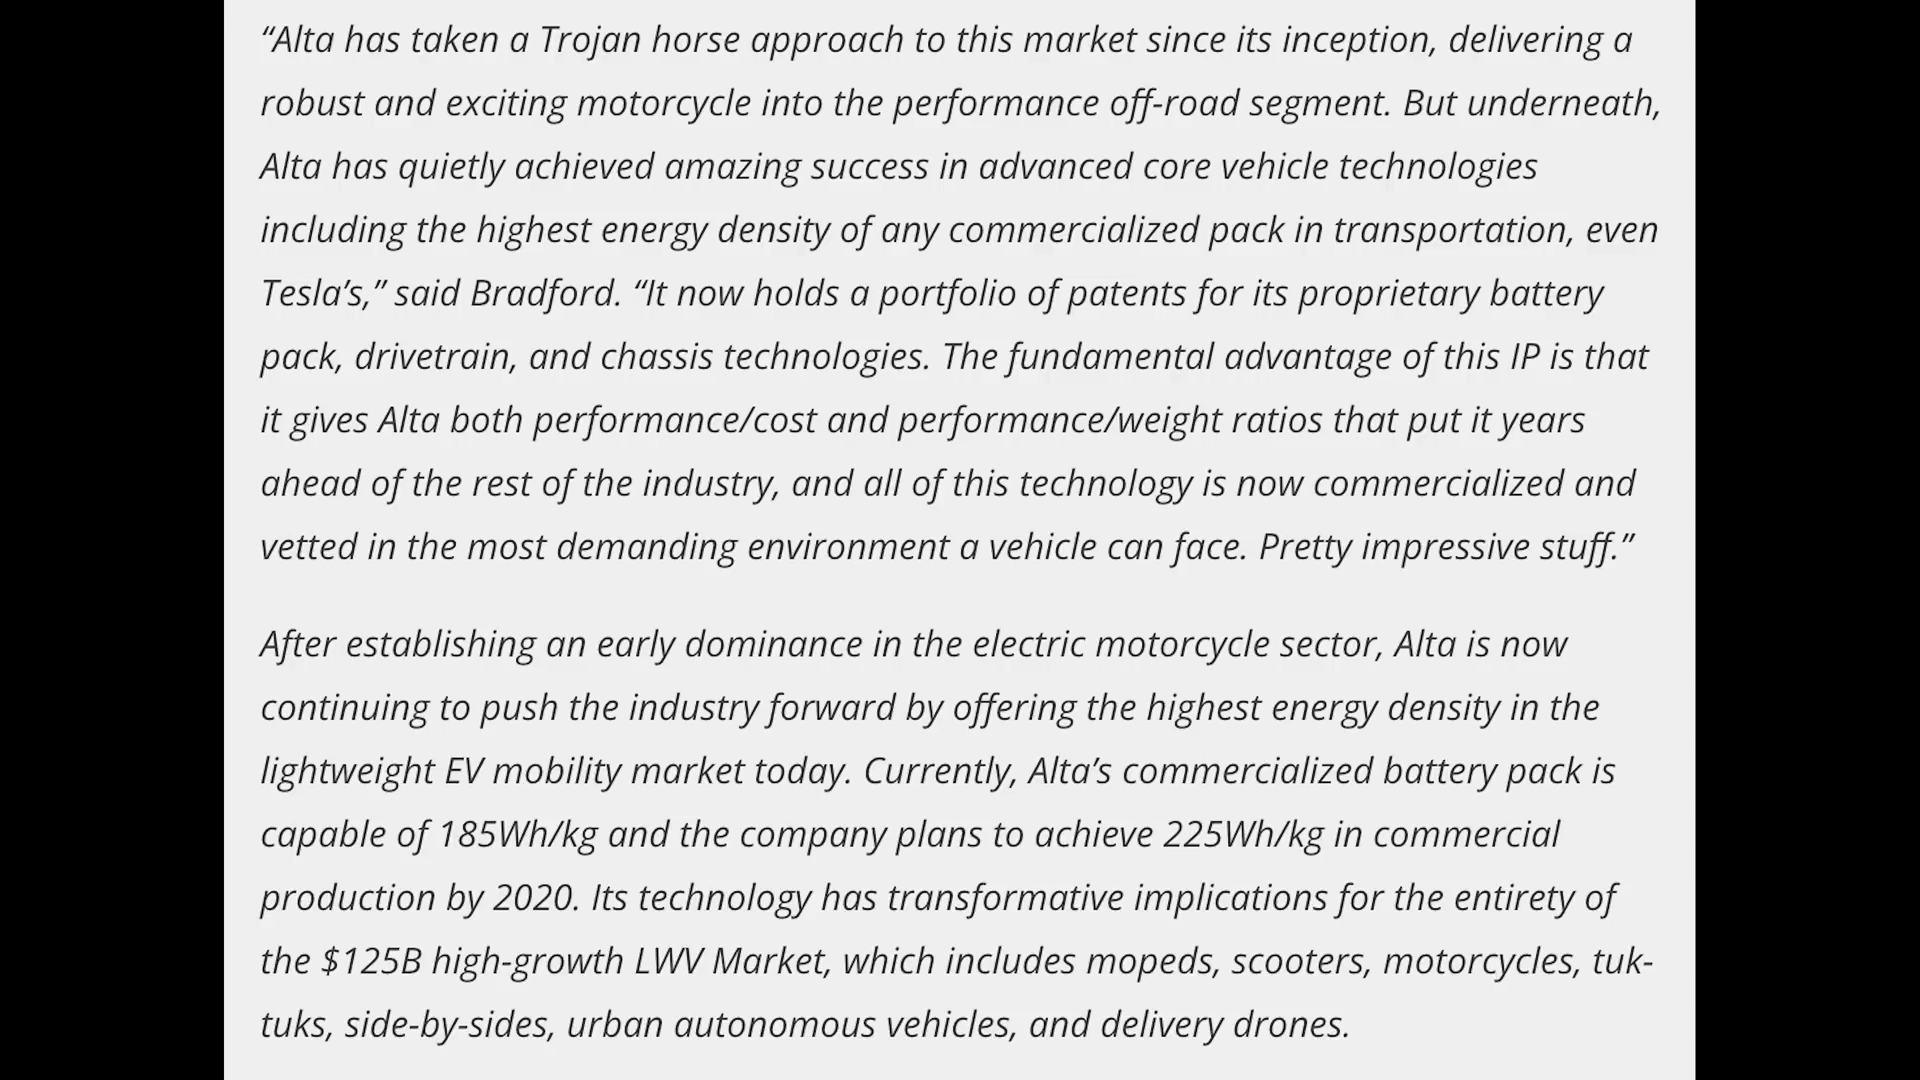 “Alta has taken a Trojan horse approach to this market since its inception, delivering a
robust and exciting motorcycle into the performance off-road segment. But underneath,
Alta has quietly achieved amazing success in advanced core vehicle technologies
including the highest energy density of any commercialized pack in transportation, even
Tesla’s,” said Bradford. “It now holds a portfolio of patents for its proprietary battery
pack, drivetrain, and chassis technologies. The fundamental advantage of this IP is that
it gives Alta both performance/cost and performance/weight ratios that put it years
ahead of the rest of the industry, and all of this technology is now commercialized and
vetted in the most demanding environment a vehicle can face. Pretty impressive stuff.”
After establishing an early dominance in the electric motorcycle sector, Alta is now
continuing to push the industry forward by offering the highest energy density in the
lightweight EV mobility market today. Currently, Alta’s commercialized battery pack is
capable of 185Wh/kg and the company plans to achieve 225Wh/kg in commercial
production by 2020. Its technology has transformative implications for the entirety of
the $125B high-growth LWV Market, which includes mopeds, scooters, motorcycles, tuk-
tuks, side-by-sides, urban autonomous vehicles, and delivery drones.